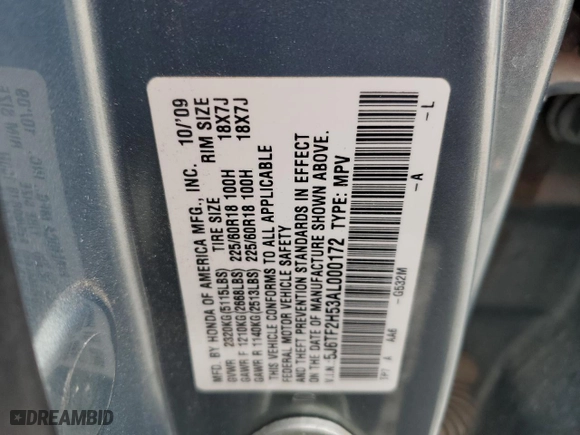 MFD. BY HONDA OF AMERICA MFG., INC. 10/'09
TIRE SIZE RIM SIZE
GVWR 2320KG(5115LBS)
GAWR F 1210KG(2668LBS) 225/60R18 100H 18X7J
GAWR R 1140KG(2513LBS) 225/60R18 100H 18X7J
THIS VEHICLE CONFORMS TO ALL APPLICABLE
FEDERAL MOTOR VEHICLE SAFETY
AND THEFT PREVENTION STANDARDS IN EFFECT
ON THE DATE OF MANUFACTURE SHOWN ABOVE.
V.I.N. 5J6TF2H53AL000172 TYPE: MPV
TP7 A AA6 -G532M -A -L
DREAMBID